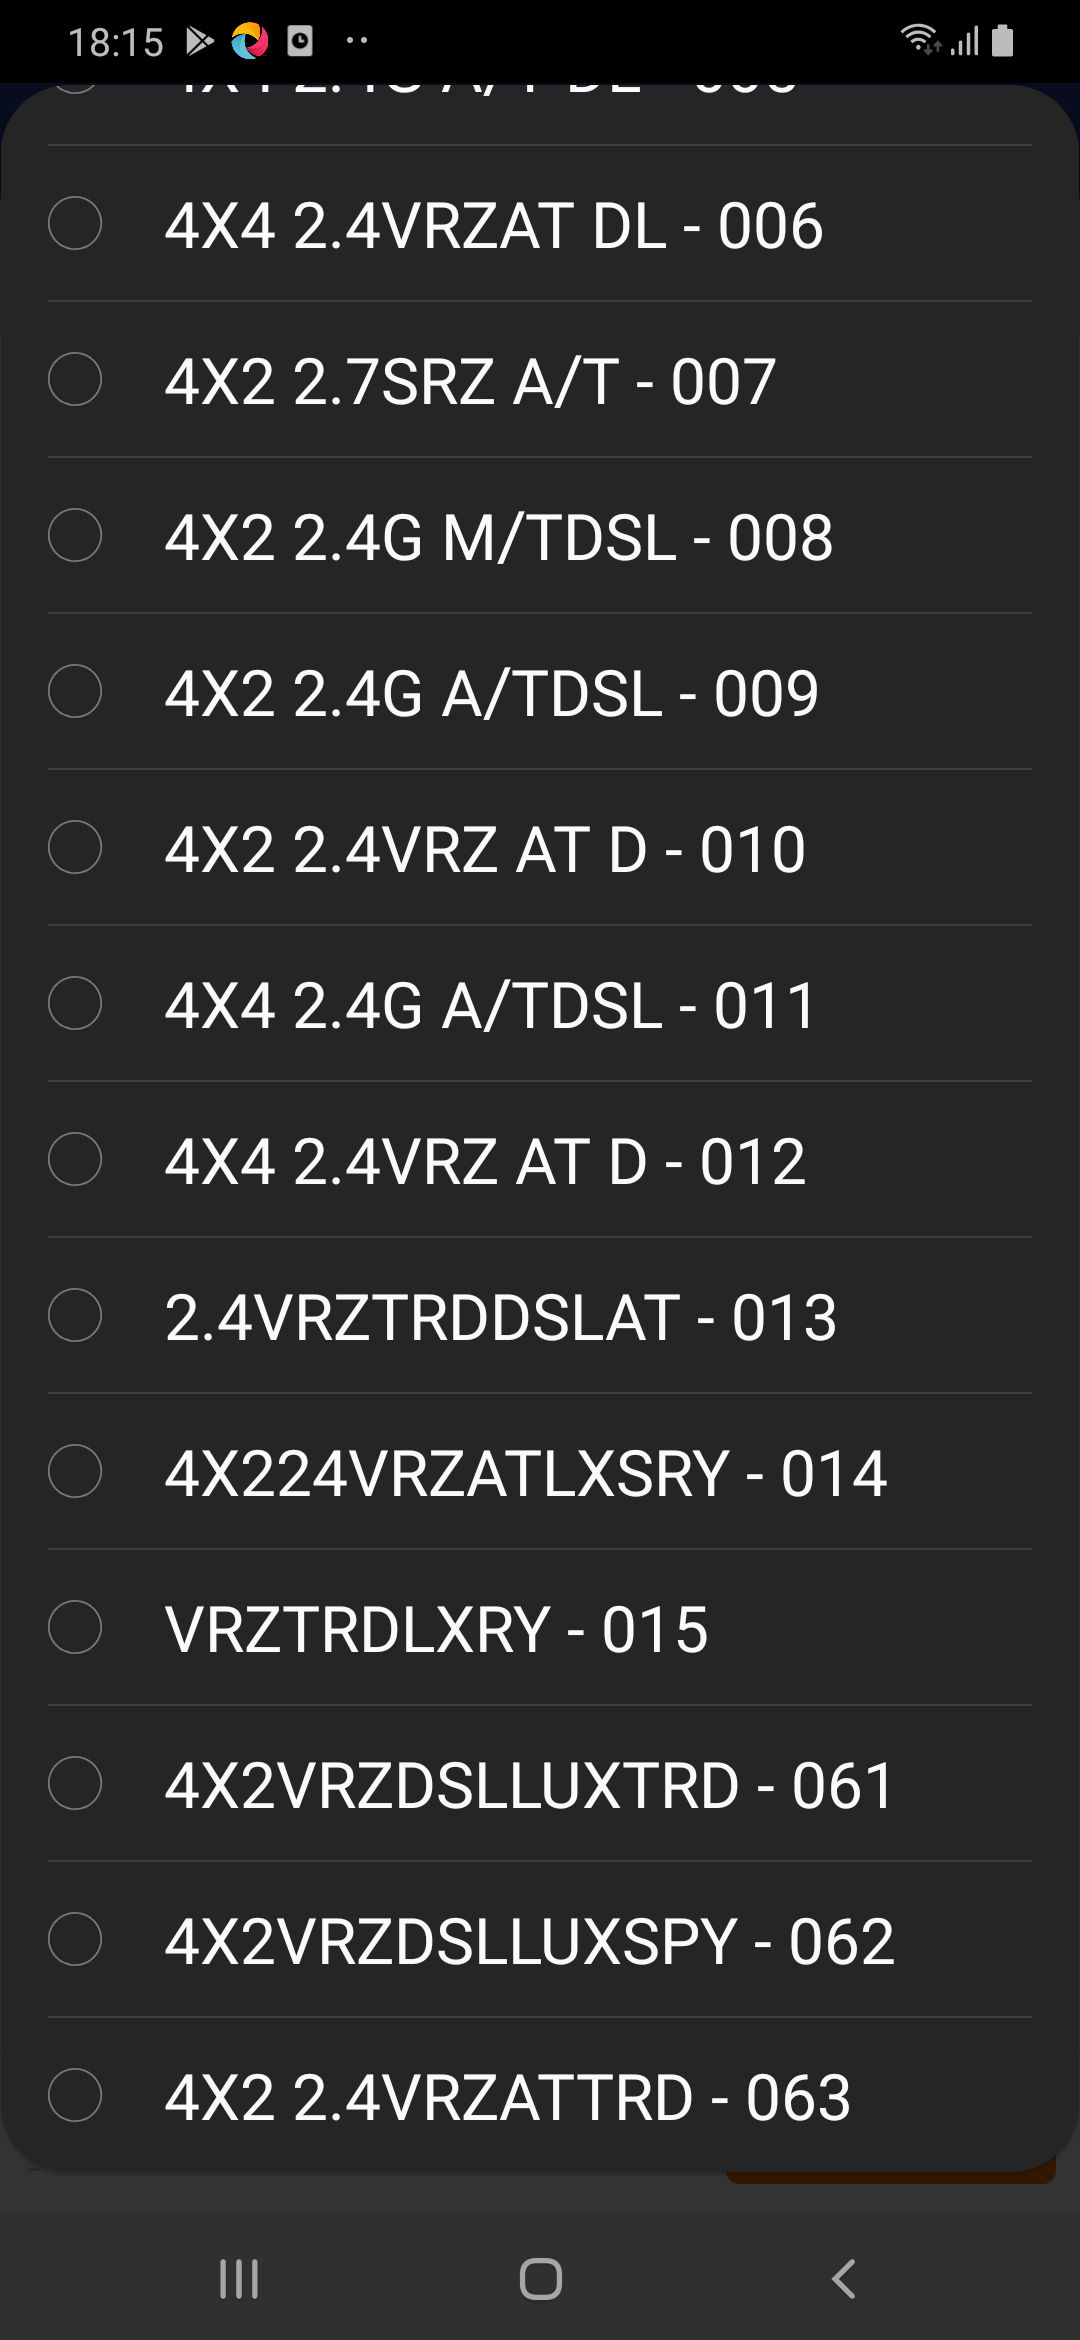 18:15
4X4 2.4VRZAT DL - 006
4X2 2.7SRZ A/T - 007
4X2 2.4G M/TDSL - 008
4X2 2.4G A/TDSL - 009
4X2 2.4VRZ AT D - 010
4X4 2.4G A/TDSL - 011
4X4 2.4VRZ AT D - 012
2.4VRZTRDDSLAT - 013
4X224VRZATLXSRY - 014
VRZTRDLXRY - 015
4X2VRZDSLLUXTRD - 061
4X2VRZDSLLUXSPY - 062
4X2 2.4VRZATTRD - 063